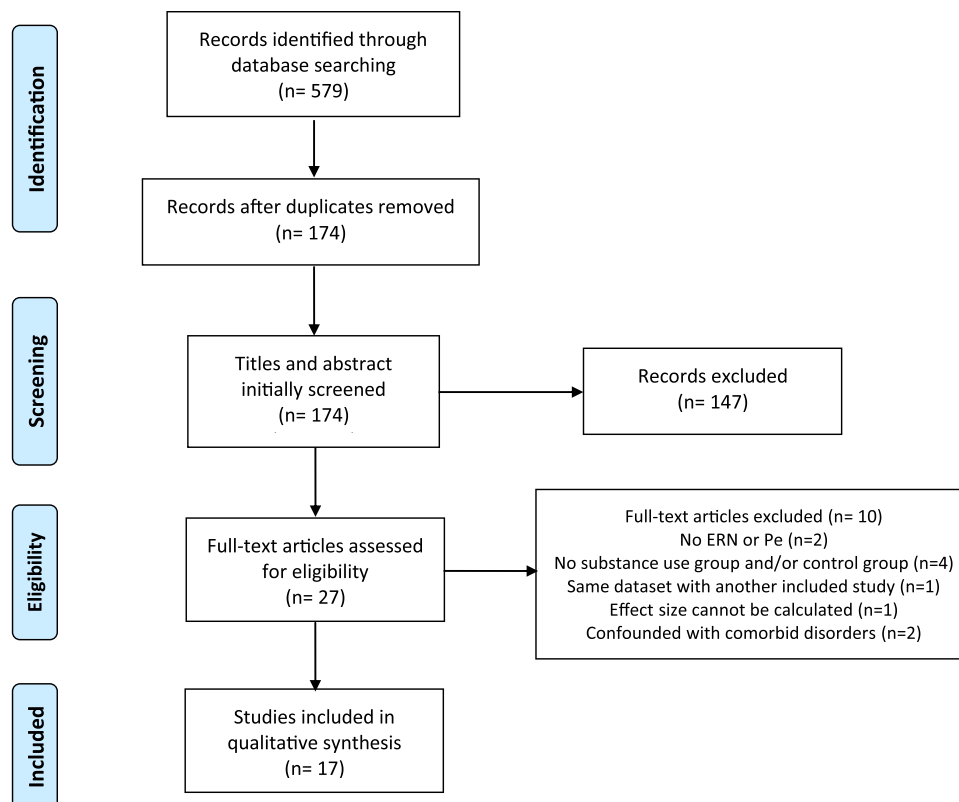 Identification
Records identified through
database searching
(n= 579)
Records after duplicates removed
(n= 174)
Screening
Titles and abstract
initially screened
(n= 174)
Records excluded
(n= 147)
Eligibility
Full-text articles assessed
for eligibility
(n= 27)
Full-text articles excluded (n= 10)
No ERN or Pe (n=2)
No substance use group and/or control group (n=4)
Same dataset with another included study (n=1)
Effect size cannot be calculated (n=1)
Confounded with comorbid disorders (n=2)
Included
Studies included in
qualitative synthesis
(n= 17)